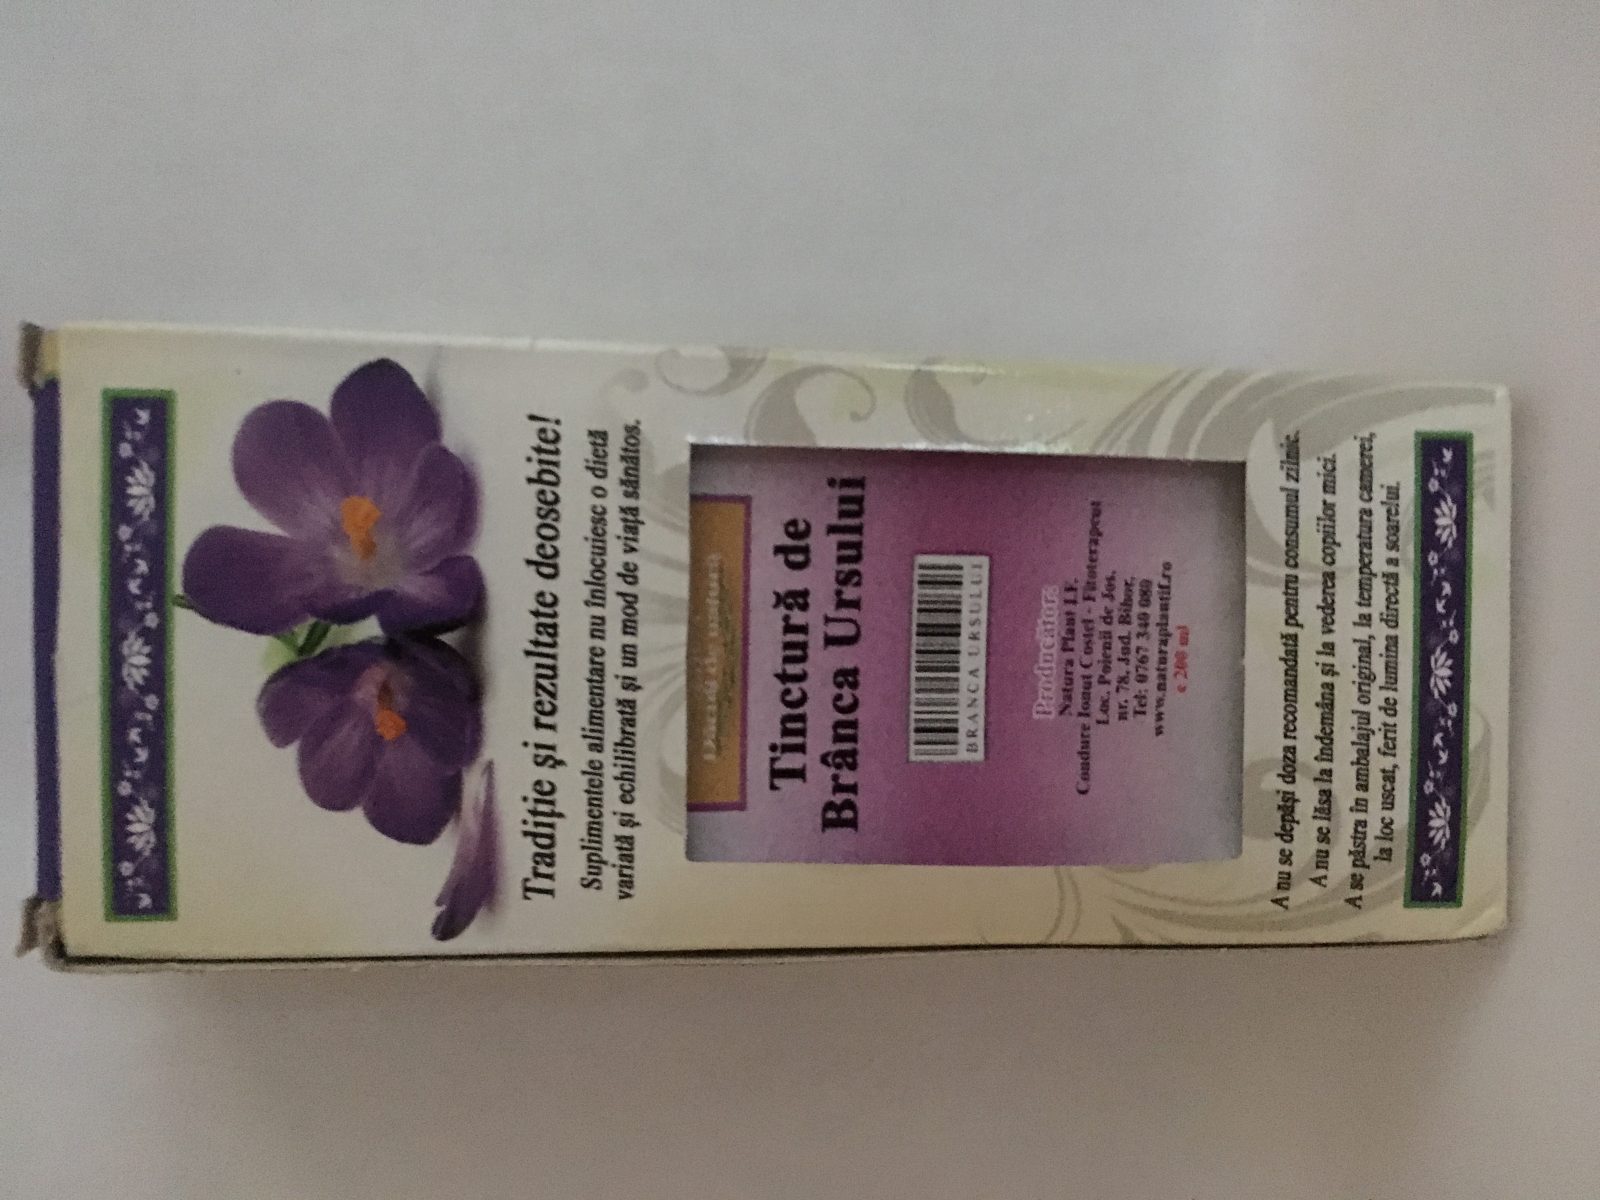 Tradiție și rezultate deosebite!
Suplimentele alimentare nu înlocuiesc o dietă
variată și echilibrată și un mod de viață sănătos.
Tinctură de
Brânca Ursului
BRANCA URSULUI
Producător
Natura Plant I.F.
Condure Ionut Costel - Fitoterapeut
Loc. Poienii de Jos,
nr. 78, Jud. Bihor,
Tel: 0767 340 080
www.naturaplantif.ro
e 200 ml
A nu se depăși doza recomandată pentru consumul zilnic.
A nu se lăsa la îndemâna și la vederea copiilor mici.
A se păstra în ambalajul original, la temperatura camerei,
la loc uscat, ferit de lumina directă a soarelui.